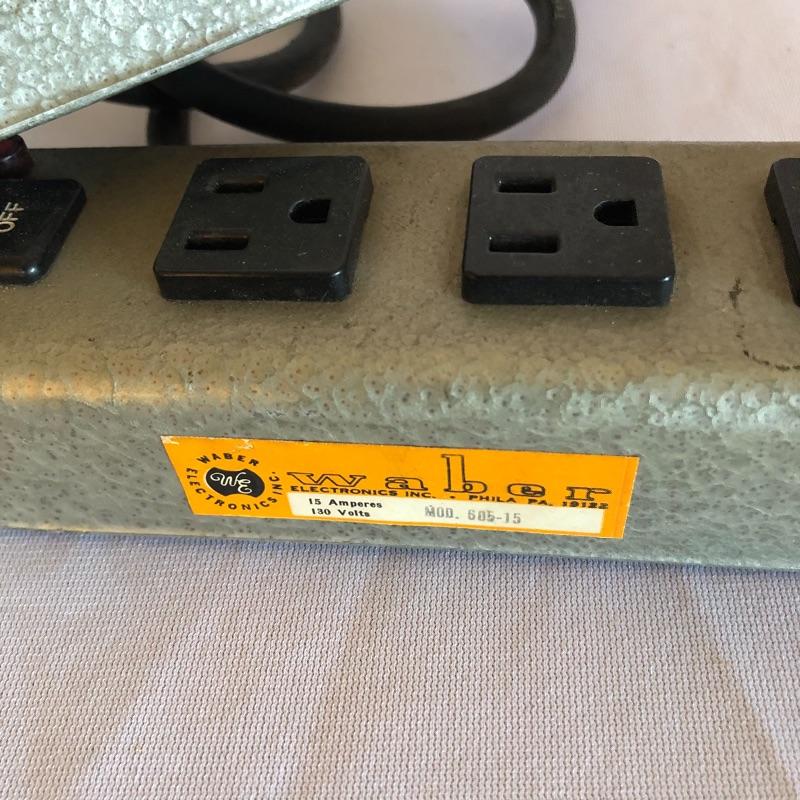 OFF
WABER
ELECTRONICS INC.
WE
waber
ELECTRONICS INC. • PHILA. PA. 19122
15 Amperes
130 Volts
MOD. 605-15